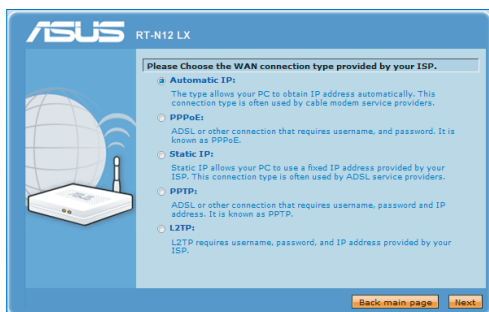 ASUS RT-N12 LX
Please Choose the WAN connection type provided by your ISP.
Automatic IP:
The type allows your PC to obtain IP address automatically. This
connection type is often used by cable modem service providers.
PPPoE:
ADSL or other connection that requires username, and password. It is
known as PPPoE.
Static IP:
Static IP allows your PC to use a fixed IP address provided by your
ISP. This connection type is often used by ADSL service providers.
PPTP:
ADSL or other connection that requires username, password and IP
address. It is known as PPTP.
L2TP:
L2TP requires username, password, and IP address provided by your
ISP.
ASUS
Back main page Next